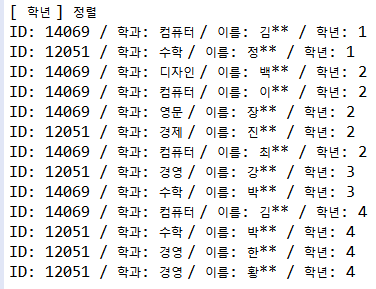 [ 학년 ] 정렬
ID: 14069 / 학과: 컴퓨터 / 이름: 김** / 학년: 1
ID: 12051 / 학과: 수학 / 이름: 정** / 학년: 1
ID: 14069 / 학과: 디자인 / 이름: 백** / 학년: 2
ID: 14069 / 학과: 컴퓨터 / 이름: 이** / 학년: 2
ID: 14069 / 학과: 영문 / 이름: 장** / 학년: 2
ID: 12051 / 학과: 경제 / 이름: 진** / 학년: 2
ID: 14069 / 학과: 컴퓨터 / 이름: 최** / 학년: 2
ID: 12051 / 학과: 경영 / 이름: 강** / 학년: 3
ID: 14069 / 학과: 수학 / 이름: 박** / 학년: 3
ID: 14069 / 학과: 컴퓨터 / 이름: 김** / 학년: 4
ID: 12051 / 학과: 수학 / 이름: 박** / 학년: 4
ID: 12051 / 학과: 경영 / 이름: 한** / 학년: 4
ID: 12051 / 학과: 경영 / 이름: 황** / 학년: 4